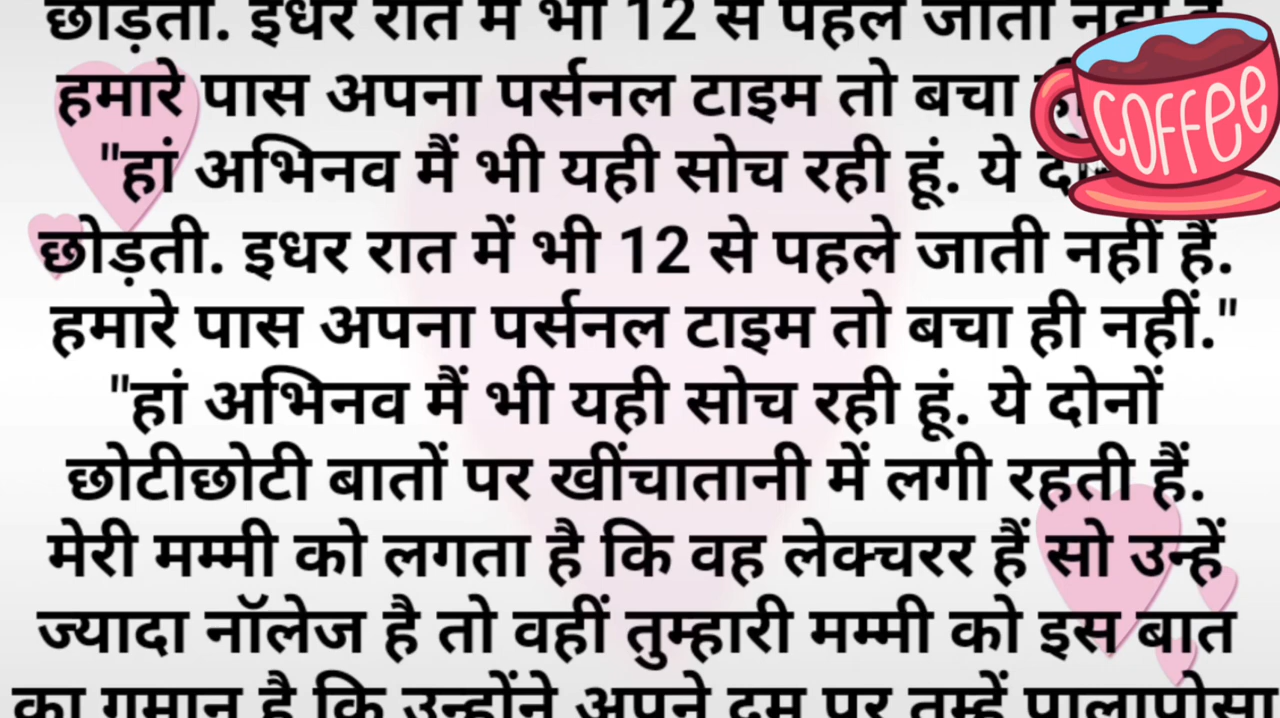 छोड़ती. इधर रात में भी 12 से पहले जाती नहीं हैं
हमारे पास अपना पर्सनल टाइम तो बचा
COFFEE
"हां अभिनव मैं भी यही सोच रही हूं. ये
छोड़ती. इधर रात में भी 12 से पहले जाती नहीं हैं.
हमारे पास अपना पर्सनल टाइम तो बचा ही नहीं."
"हां अभिनव मैं भी यही सोच रही हूं. ये दोनों
छोटीछोटी बातों पर खींचातानी में लगी रहती हैं.
मेरी मम्मी को लगता है कि वह लेक्चरर हैं सो उन्हें
ज्यादा नॉलेज है तो वहीं तुम्हारी मम्मी को इस बात
का गुमान है कि उन्होंने अपने दम पर तुम्हें पालापोसा